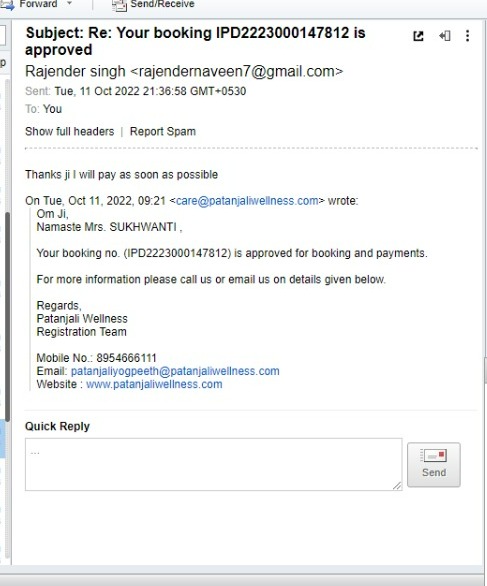 Forward Send/Receive
Subject: Re: Your booking IPD2223000147812 is
approved
Rajender singh <rajendernaveen7@gmail.com>
Sent: Tue, 11 Oct 2022 21:36:58 GMT+0530
To: You
Show full headers | Report Spam
Thanks ji I will pay as soon as possible
On Tue, Oct 11, 2022, 09:21 <care@patanjaliwellness.com> wrote:
Om Ji,
Namaste Mrs. SUKHWANTI ,
Your booking no. (IPD2223000147812) is approved for booking and payments.
For more information please call us or email us on details given below.
Regards,
Patanjali Wellness
Registration Team
Mobile No.: 8954666111
Email: patanjaliyogpeeth@patanjaliwellness.com
Website : www.patanjaliwellness.com
Quick Reply
...
Send